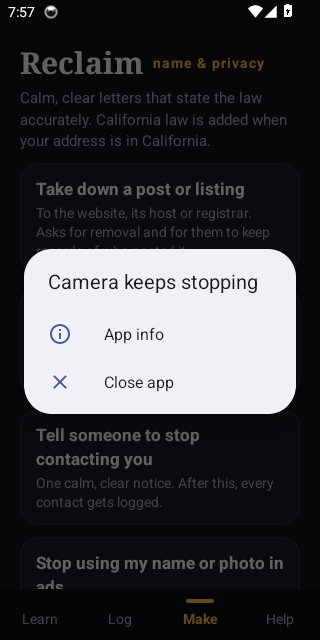 7:57
Reclaim name & privacy
Calm, clear letters that state the law
accurately. California law is added when
your address is in California.
Take down a post or listing
To the website, its host or registrar.
Asks for removal and for them to keep
Camera keeps stopping
App info
Close app
Tell someone to stop
contacting you
One calm, clear notice. After this, every
contact gets logged.
Stop using my name or photo in
ads
Learn Log Make Help